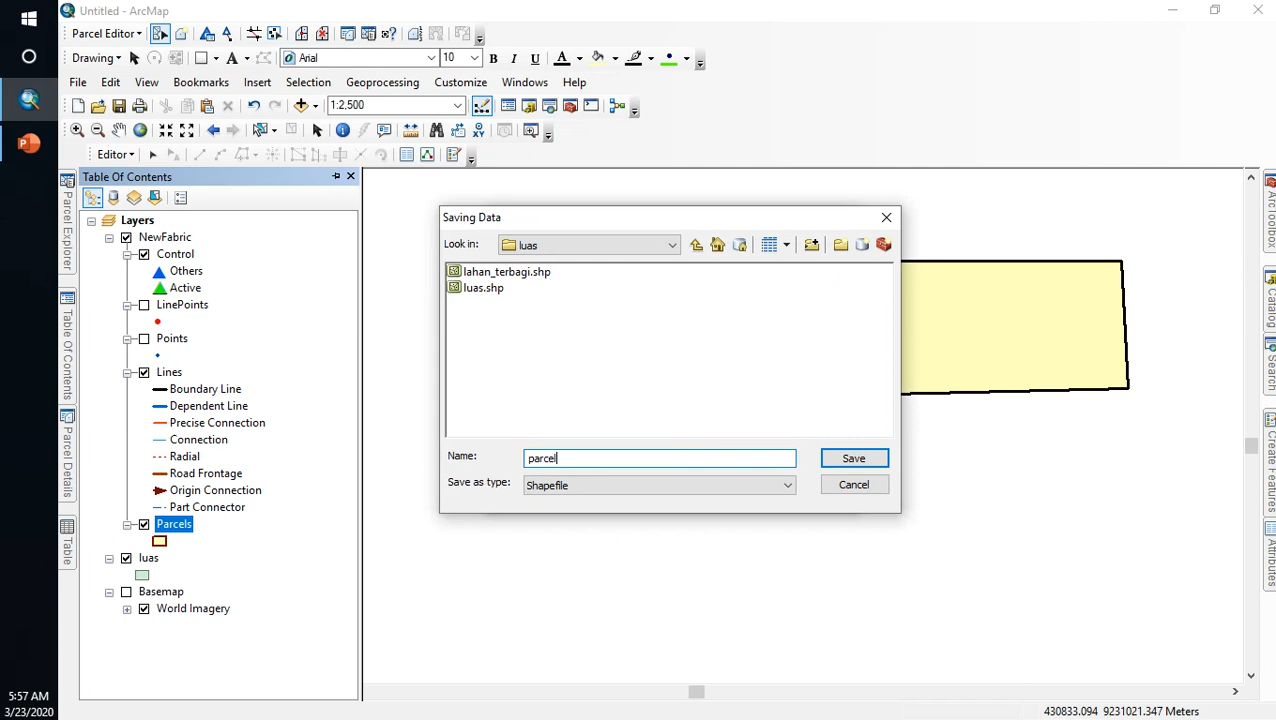 Untitled - ArcMap
Parcel Editor
Drawing
A
Arial
10
B
I
U
A
File
Edit
View
Bookmarks
Insert
Selection
Geoprocessing
Customize
Windows
Help
1:2,500
Editor
Table Of Contents
Layers
NewFabric
Control
Others
Active
LinePoints
Points
Lines
Boundary Line
Dependent Line
Precise Connection
Connection
Radial
Road Frontage
Origin Connection
Part Connector
Parcels
luas
Basemap
World Imagery
Parcel Explorer
Table Of Contents
Parcel Details
Table
Saving Data
Look in:
luas
lahan_terbagi.shp
luas.shp
Name:
parcel
Save
Save as type:
Shapefile
Cancel
ArcToolbox
Catalog
Search
Create Features
Attributes
5:57 AM
3/23/2020
430833.094 9231021.347 Meters